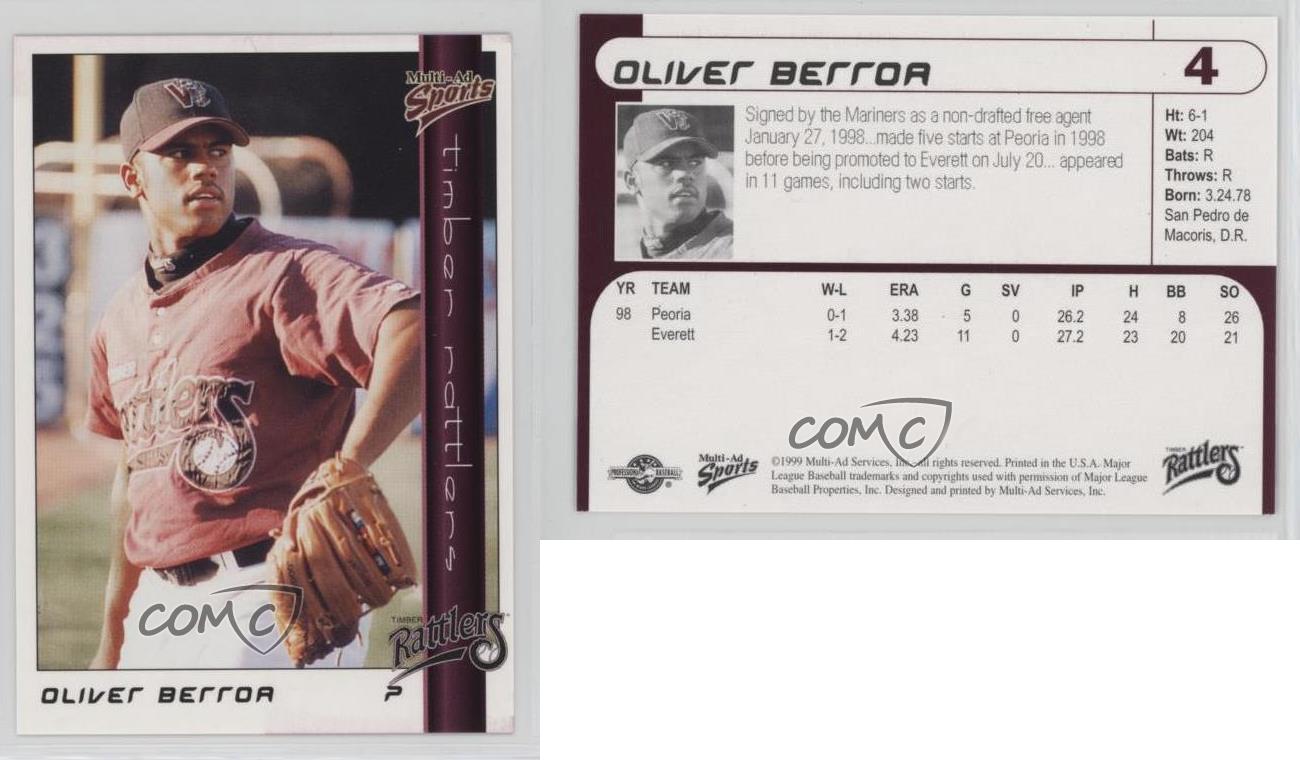 Multi-Ad
Sports
timber rattlers
Rattlers
COMC
TIMBER
Rattlers
OLIVER BERROA
P
OLIVER BERROA
4
Signed by the Mariners as a non-drafted free agent
January 27, 1998...made five starts at Peoria in 1998
before being promoted to Everett on July 20... appeared
in 11 games, including two starts.
Ht: 6-1
Wt: 204
Bats: R
Throws: R
Born: 3.24.78
San Pedro de
Macoris, D.R.
YR TEAM W-L ERA G SV IP H BB SO
98 Peoria 0-1 3.38 5 0 26.2 24 8 26
Everett 1-2 4.23 11 0 27.2 23 20 21
COMC
PROFESSIONAL BASEBALL
Multi-Ad
Sports
©1999 Multi-Ad Services, Inc. all rights reserved. Printed in the U.S.A. Major
League Baseball trademarks and copyrights used with permission of Major League
Baseball Properties, Inc. Designed and printed by Multi-Ad Services, Inc.
TIMBER
Rattlers